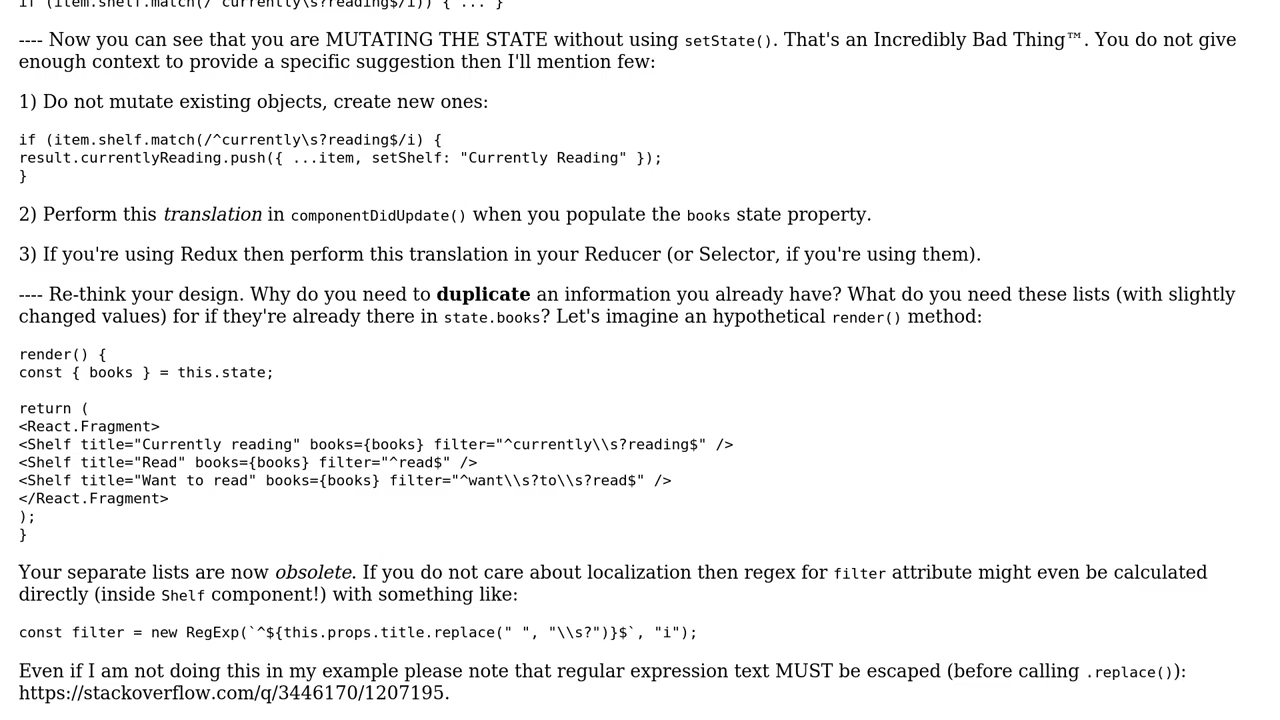 if (item.shelf.match(/^currently\s?reading$/i)) { ... }
---- Now you can see that you are MUTATING THE STATE without using setState(). That's an Incredibly Bad Thing™. You do not give
enough context to provide a specific suggestion then I'll mention few:
1) Do not mutate existing objects, create new ones:
if (item.shelf.match(/^currently\s?reading$/i) {
result.currentlyReading.push({ ...item, setShelf: "Currently Reading" });
}
2) Perform this translation in componentDidUpdate() when you populate the books state property.
3) If you're using Redux then perform this translation in your Reducer (or Selector, if you're using them).
---- Re-think your design. Why do you need to duplicate an information you already have? What do you need these lists (with slightly
changed values) for if they're already there in state.books? Let's imagine an hypothetical render() method:
render() {
const { books } = this.state;
return (
<React.Fragment>
<Shelf title="Currently reading" books={books} filter="^currently\\s?reading$" />
<Shelf title="Read" books={books} filter="^read$" />
<Shelf title="Want to read" books={books} filter="^want\\s?to\\s?read$" />
</React.Fragment>
);
}
Your separate lists are now obsolete. If you do not care about localization then regex for filter attribute might even be calculated
directly (inside Shelf component!) with something like:
const filter = new RegExp(`^${this.props.title.replace(" ", "\\s?")}$`, "i");
Even if I am not doing this in my example please note that regular expression text MUST be escaped (before calling .replace()):
https://stackoverflow.com/q/3446170/1207195.